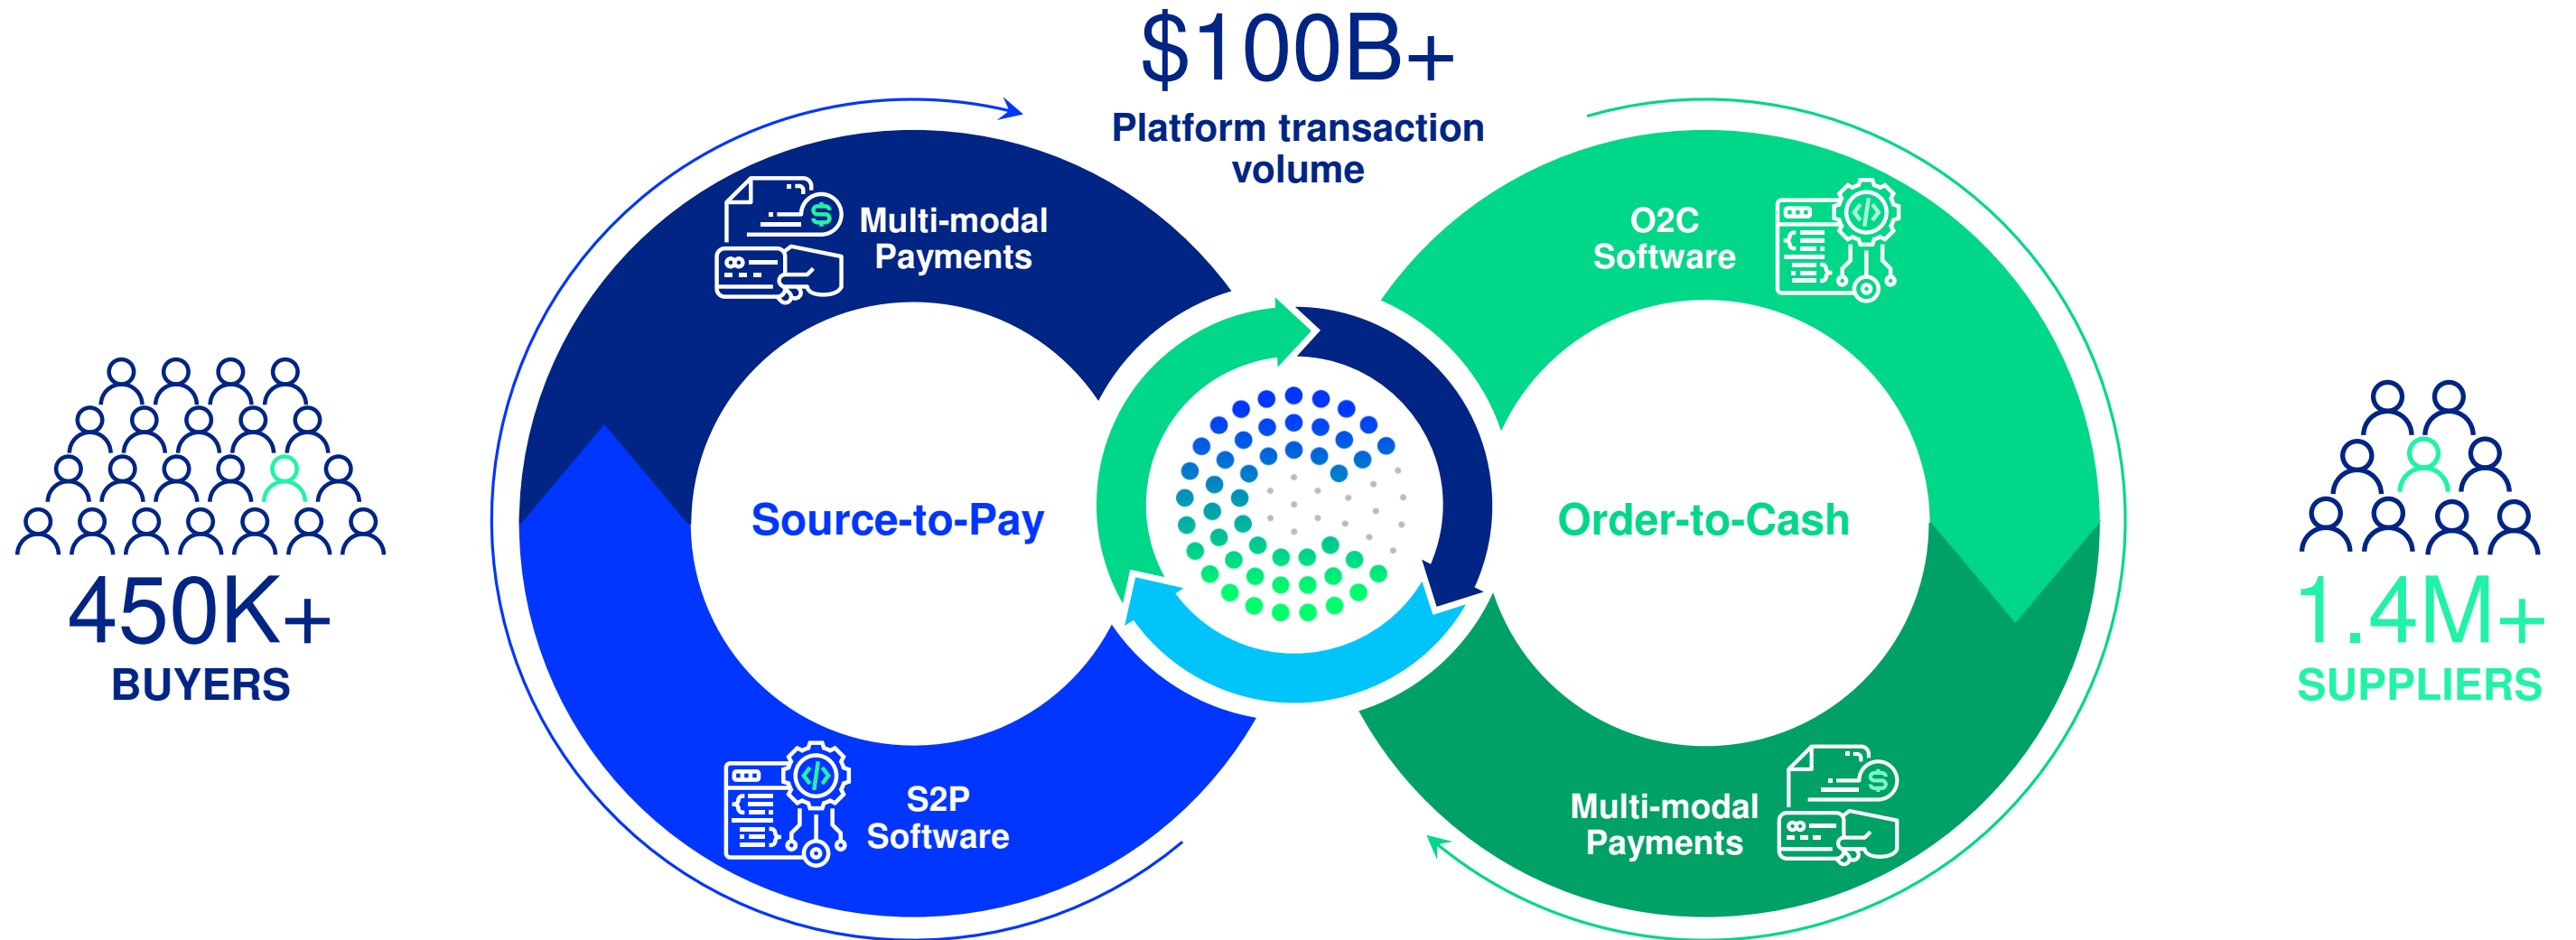 $100B+
Platform transaction
volume
Multi-modal
Payments
O2C
Software
Source-to-Pay
Order-to-Cash
450K+
BUYERS
1.4M+
SUPPLIERS
S2P
Software
Multi-modal
Payments